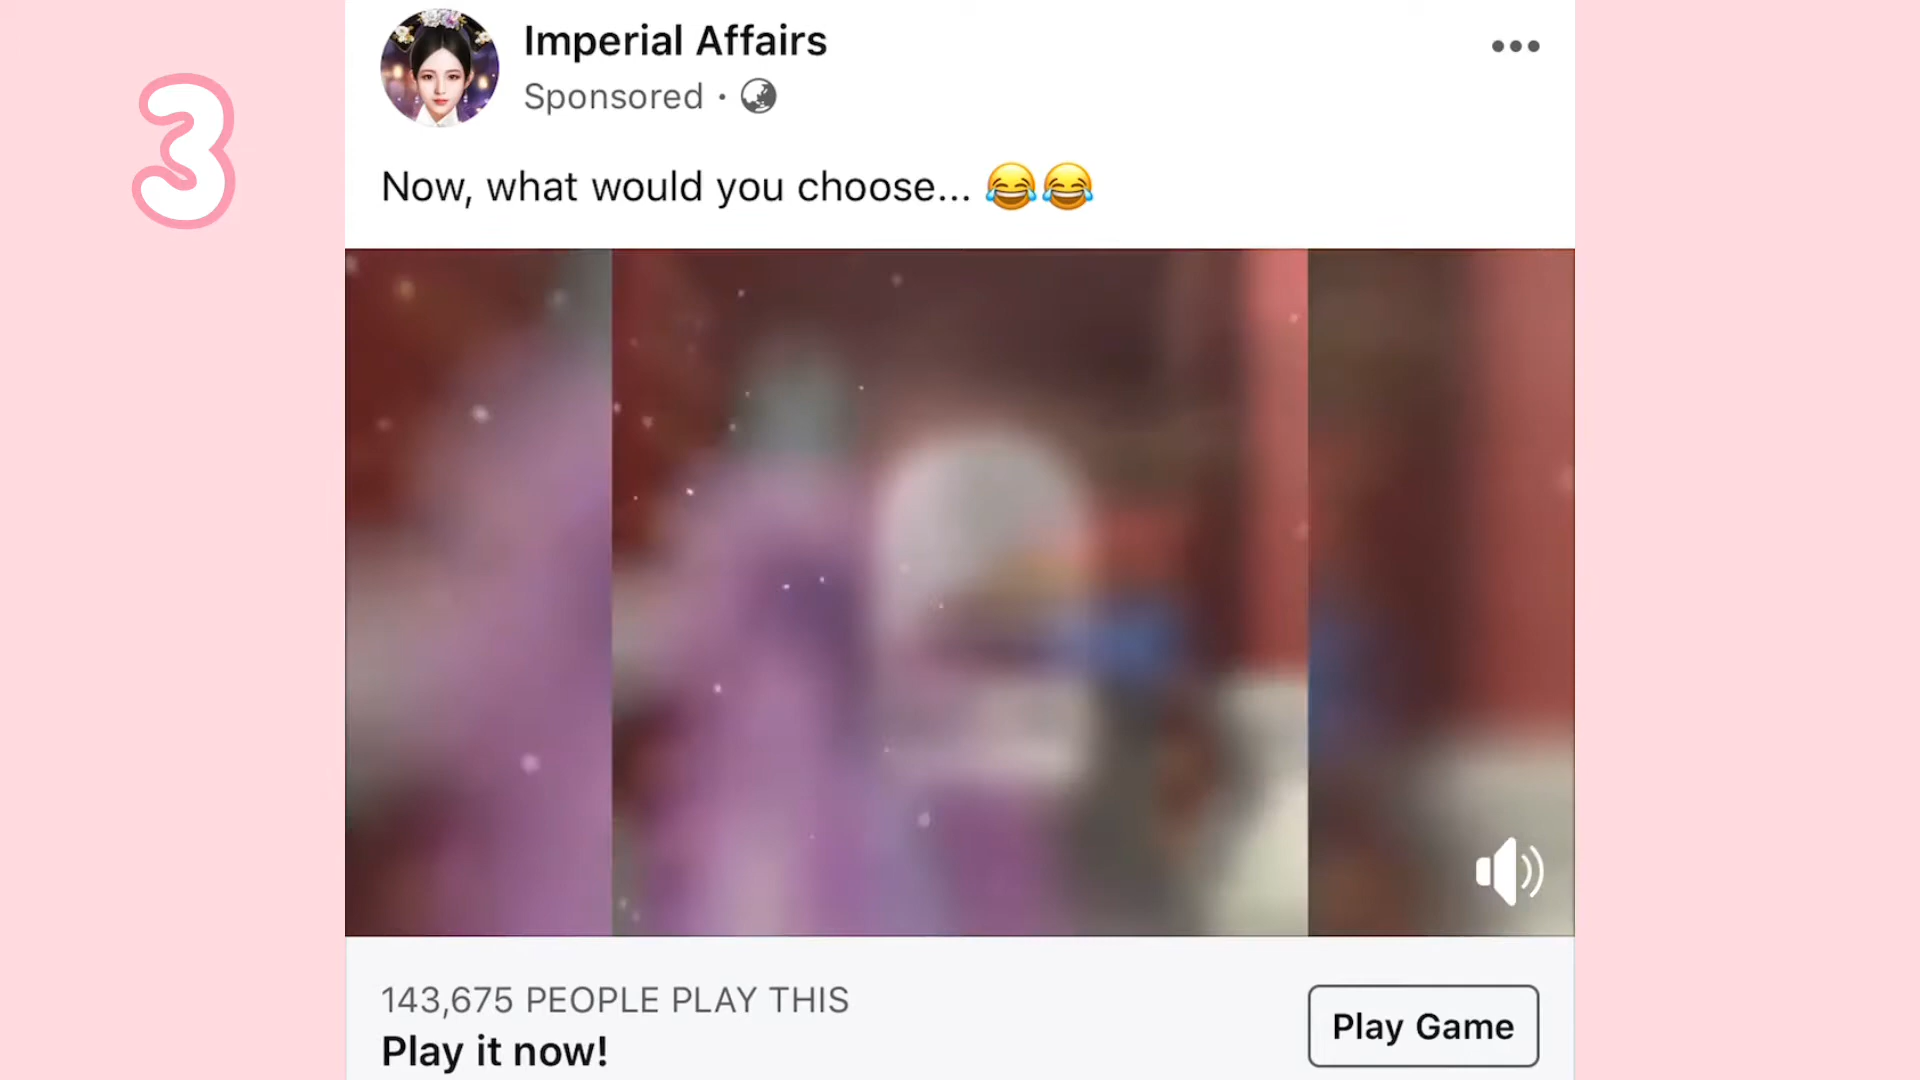 3
Imperial Affairs
Sponsored ·
Now, what would you choose... 😂😂
143,675 PEOPLE PLAY THIS
Play it now!
Play Game